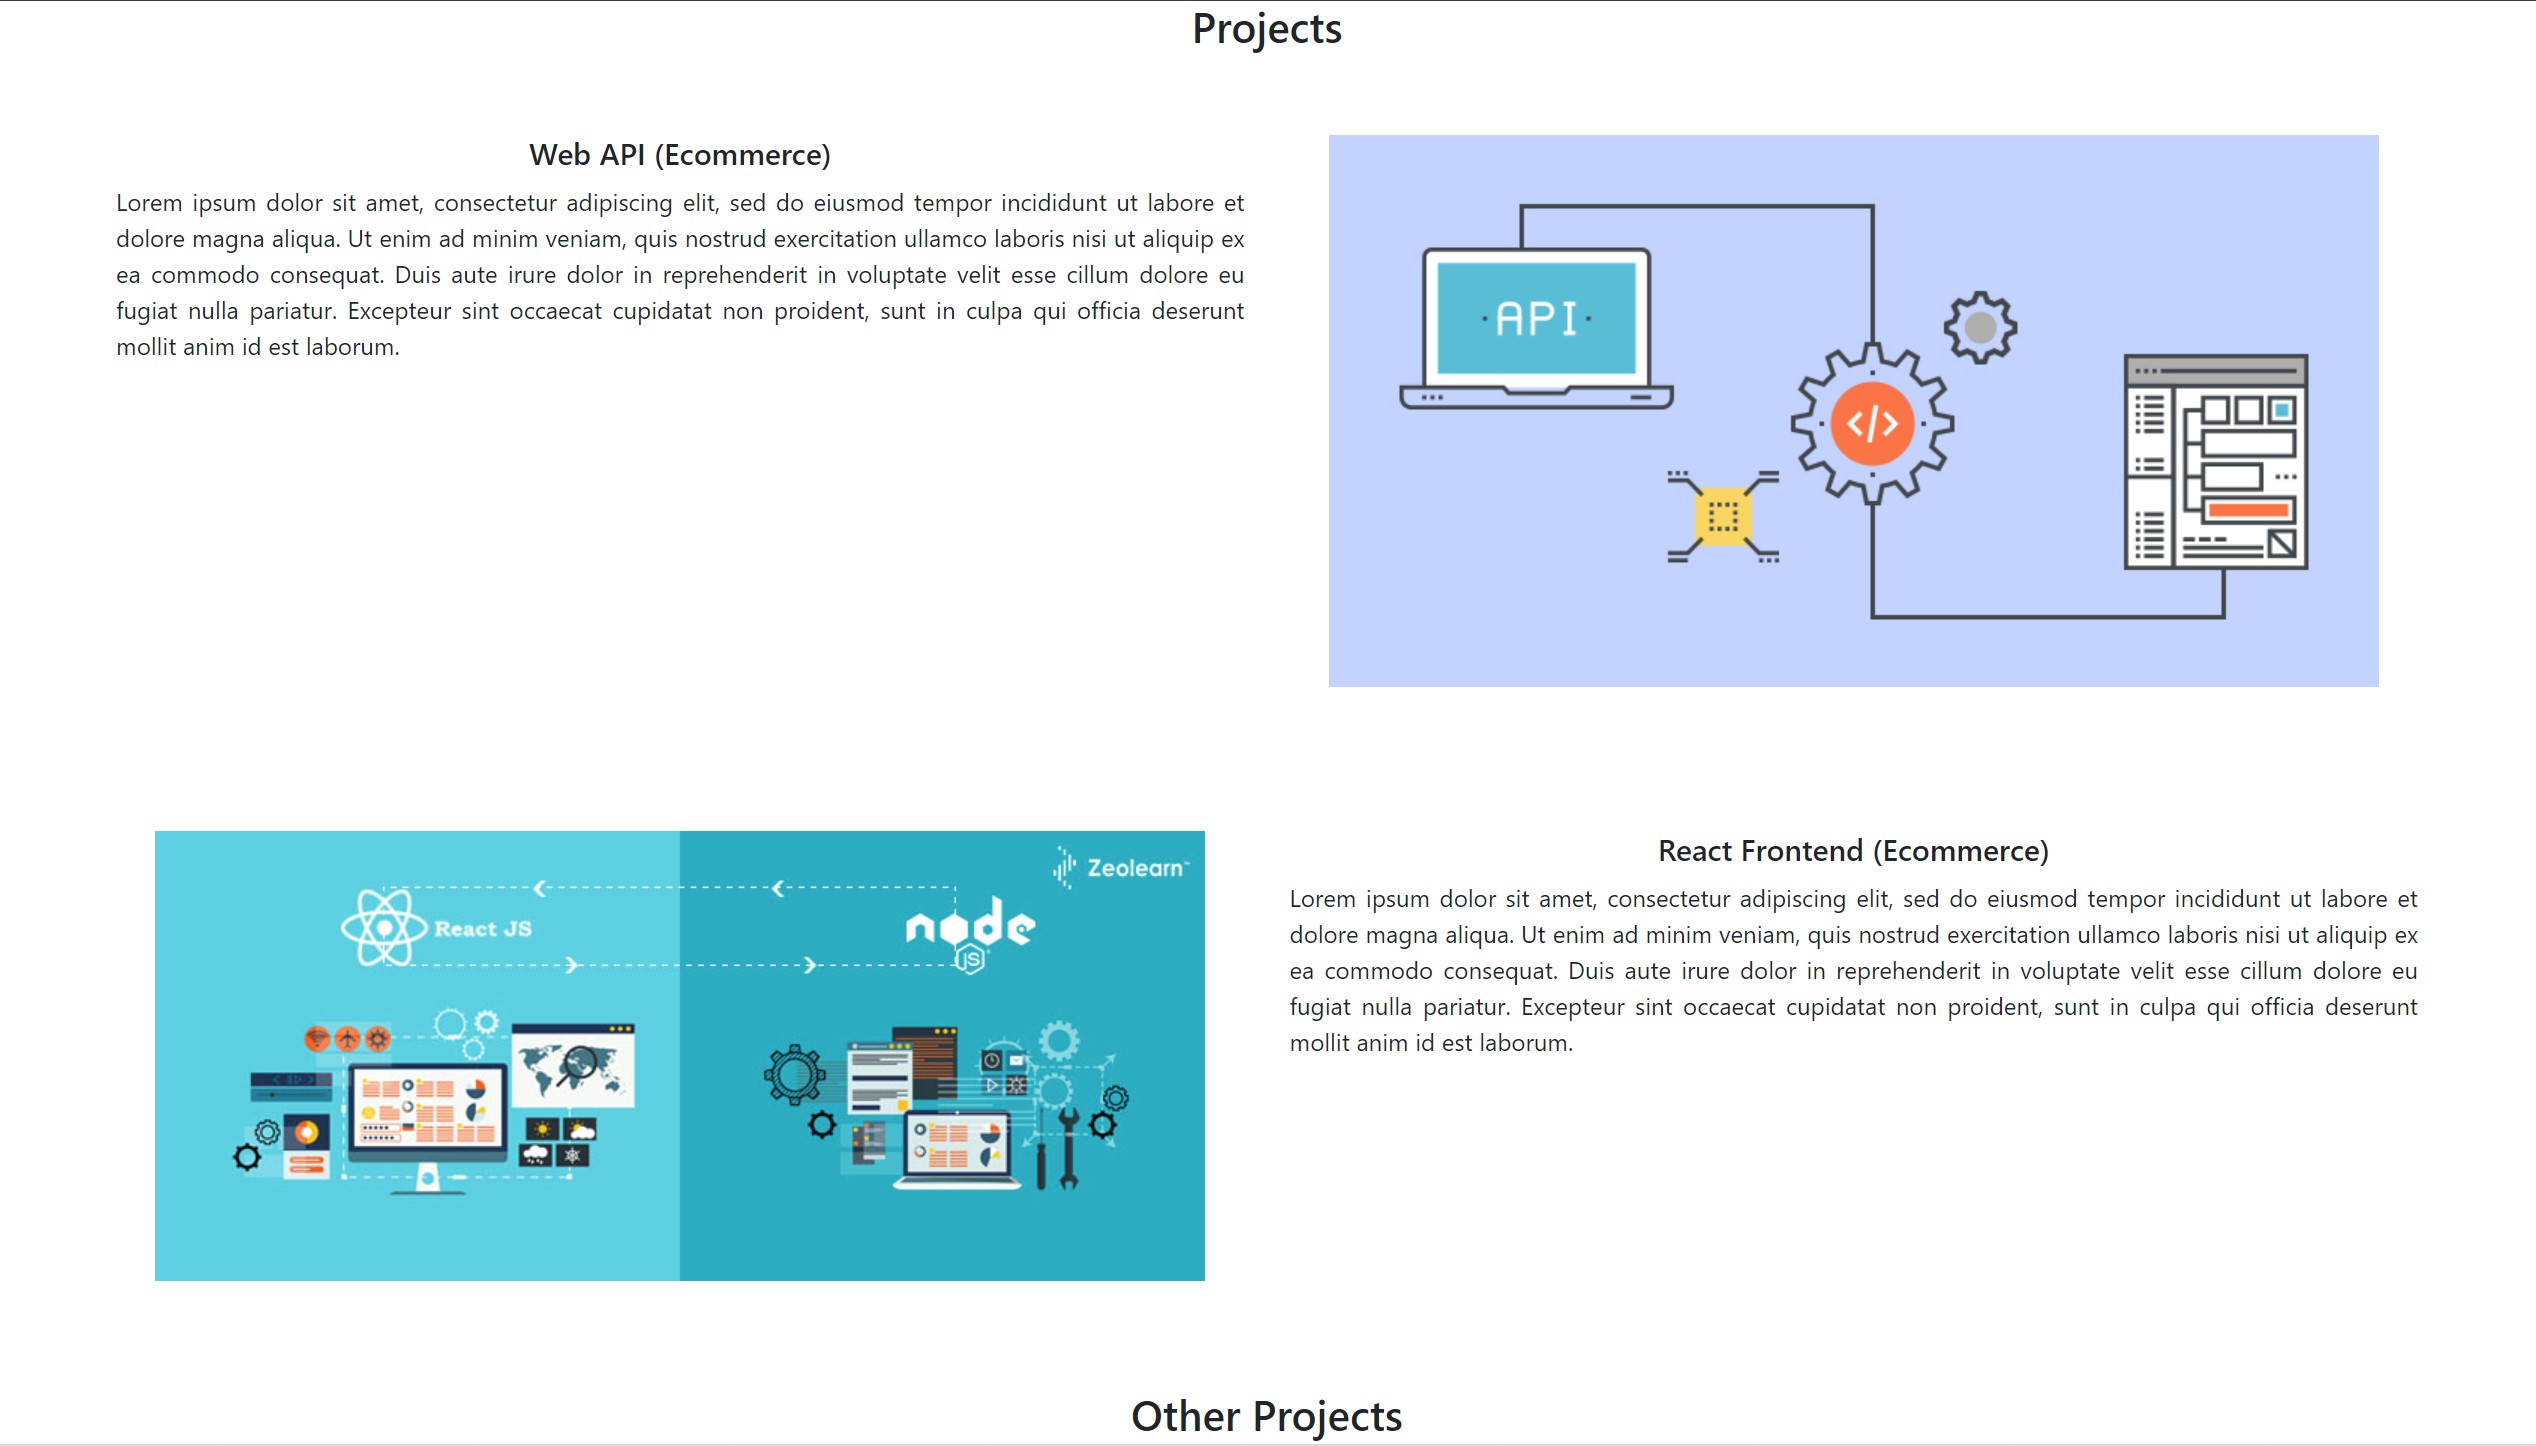 Projects
Web API (Ecommerce)
Lorem ipsum dolor sit amet, consectetur adipiscing elit, sed do eiusmod tempor incididunt ut labore et
dolore magna aliqua. Ut enim ad minim veniam, quis nostrud exercitation ullamco laboris nisi ut aliquip ex
ea commodo consequat. Duis aute irure dolor in reprehenderit in voluptate velit esse cillum dolore eu
fugiat nulla pariatur. Excepteur sint occaecat cupidatat non proident, sunt in culpa qui officia deserunt
mollit anim id est laborum.
·API·
</>
Zeolearn™
React JS
node
JS
React Frontend (Ecommerce)
Lorem ipsum dolor sit amet, consectetur adipiscing elit, sed do eiusmod tempor incididunt ut labore et
dolore magna aliqua. Ut enim ad minim veniam, quis nostrud exercitation ullamco laboris nisi ut aliquip ex
ea commodo consequat. Duis aute irure dolor in reprehenderit in voluptate velit esse cillum dolore eu
fugiat nulla pariatur. Excepteur sint occaecat cupidatat non proident, sunt in culpa qui officia deserunt
mollit anim id est laborum.
Other Projects